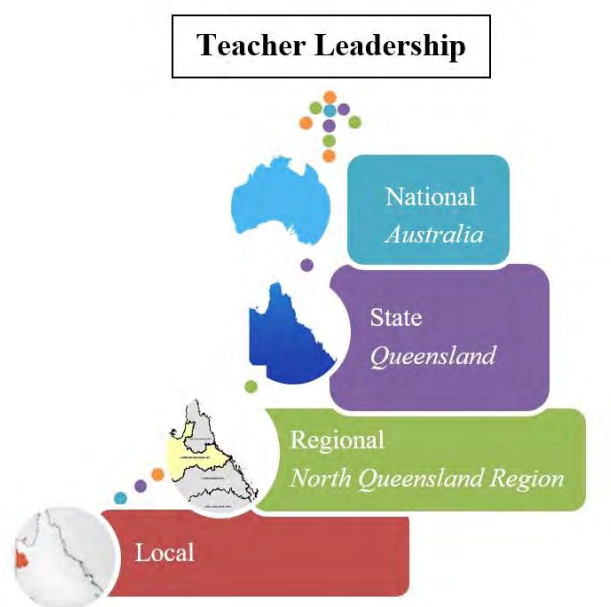 Teacher Leadership
National
Australia
State
Queensland
Regional
North Queensland Region
Local